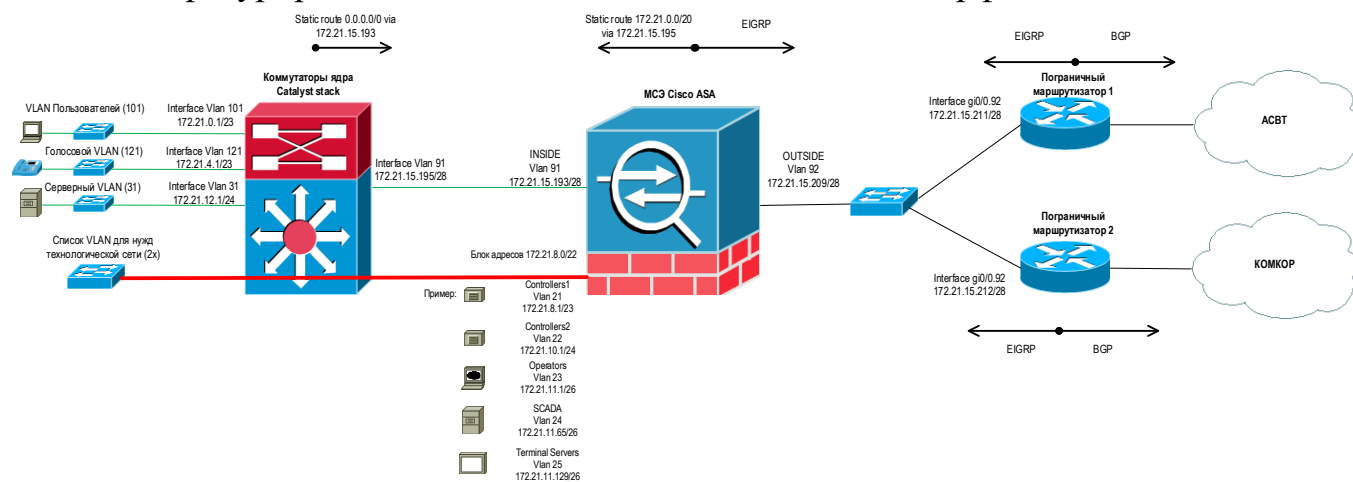 Static route 0.0.0.0/0 via
172.21.15.193
Static route 172.21.0.0/20
via 172.21.15.195
EIGRP
EIGRP
BGP
Коммутаторы ядра
Catalyst stack
МСЭ Cisco ASA
Пограничный
маршрутизатор 1
VLAN Пользователей (101)
Interface Vlan 101
172.21.0.1/23
Interface gi0/0.92
172.21.15.211/28
АСВТ
Голосовой VLAN (121)
Interface Vlan 121
172.21.4.1/23
Interface Vlan 91
172.21.15.195/28
INSIDE
Vlan 91
172.21.15.193/28
OUTSIDE
Vlan 92
172.21.15.209/28
Серверный VLAN (31)
Interface Vlan 31
172.21.12.1/24
Пограничный
маршрутизатор 2
Список VLAN для нужд
технологической сети (2x)
Блок адресов 172.21.8.0/22
Interface gi0/0.92
172.21.15.212/28
КОМКОР
Пример:
Controllers1
Vlan 21
172.21.8.1/23
Controllers2
Vlan 22
172.21.10.1/24
EIGRP
BGP
Operators
Vlan 23
172.21.11.1/26
SCADA
Vlan 24
172.21.11.65/26
Terminal Servers
Vlan 25
172.21.11.129/26